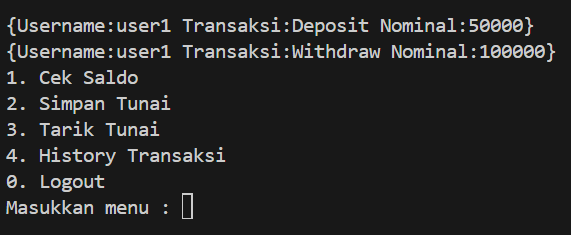 {Username:user1 Transaksi:Deposit Nominal:50000}
{Username:user1 Transaksi:Withdraw Nominal:100000}
1. Cek Saldo
2. Simpan Tunai
3. Tarik Tunai
4. History Transaksi
0. Logout
Masukkan menu :